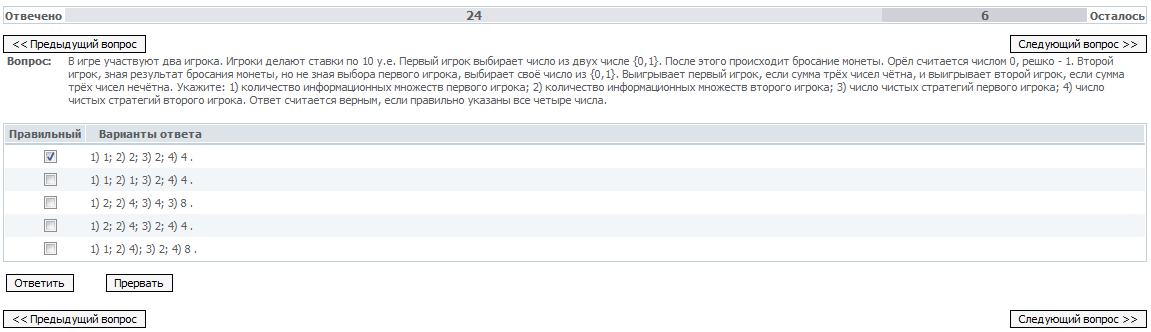 Отвечено 24 6 Осталось
<< Предыдущий вопрос Следующий вопрос >>
Вопрос: В игре участвуют два игрока. Игроки делают ставки по 10 у.е. Первый игрок выбирает число из двух числе {0,1}. После этого происходит бросание монеты. Орёл считается числом 0, решко - 1. Второй
игрок, зная результат бросания монеты, но не зная выбора первого игрока, выбирает своё число из {0,1}. Выигрывает первый игрок, если сумма трёх чисел чётна, и выигрывает второй игрок, если сумма
трёх чисел нечётна. Укажите: 1) количество информационных множеств первого игрока; 2) количество информационных множеств второго игрока; 3) число чистых стратегий первого игрока; 4) число
чистых стратегий второго игрока. Ответ считается верным, если правильно указаны все четыре числа.
Правильный Варианты ответа
1) 1; 2) 2; 3) 2; 4) 4 .
1) 1; 2) 1; 3) 2; 4) 4 .
1) 2; 2) 4; 3) 4; 3) 8 .
1) 2; 2) 4; 3) 2; 4) 4 .
1) 1; 2) 4); 3) 2; 4) 8 .
Ответить Прервать
<< Предыдущий вопрос Следующий вопрос >>